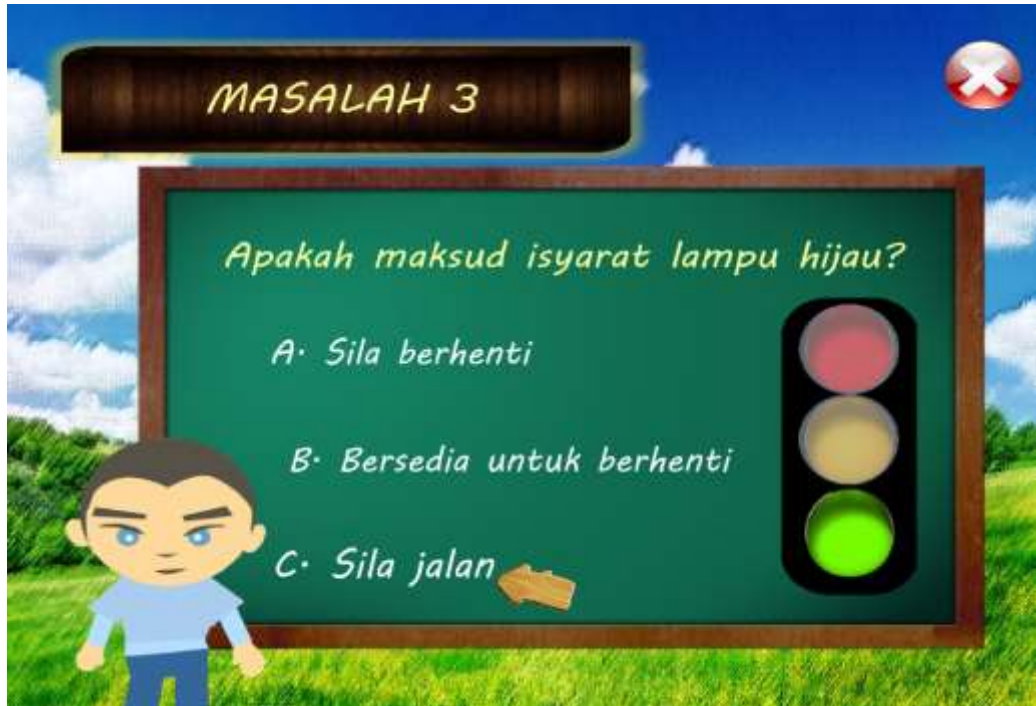 MASALAH 3
Apakah maksud isyarat lampu hijau?
A. Sila berhenti
B. Bersedia untuk berhenti
C. Sila jalan